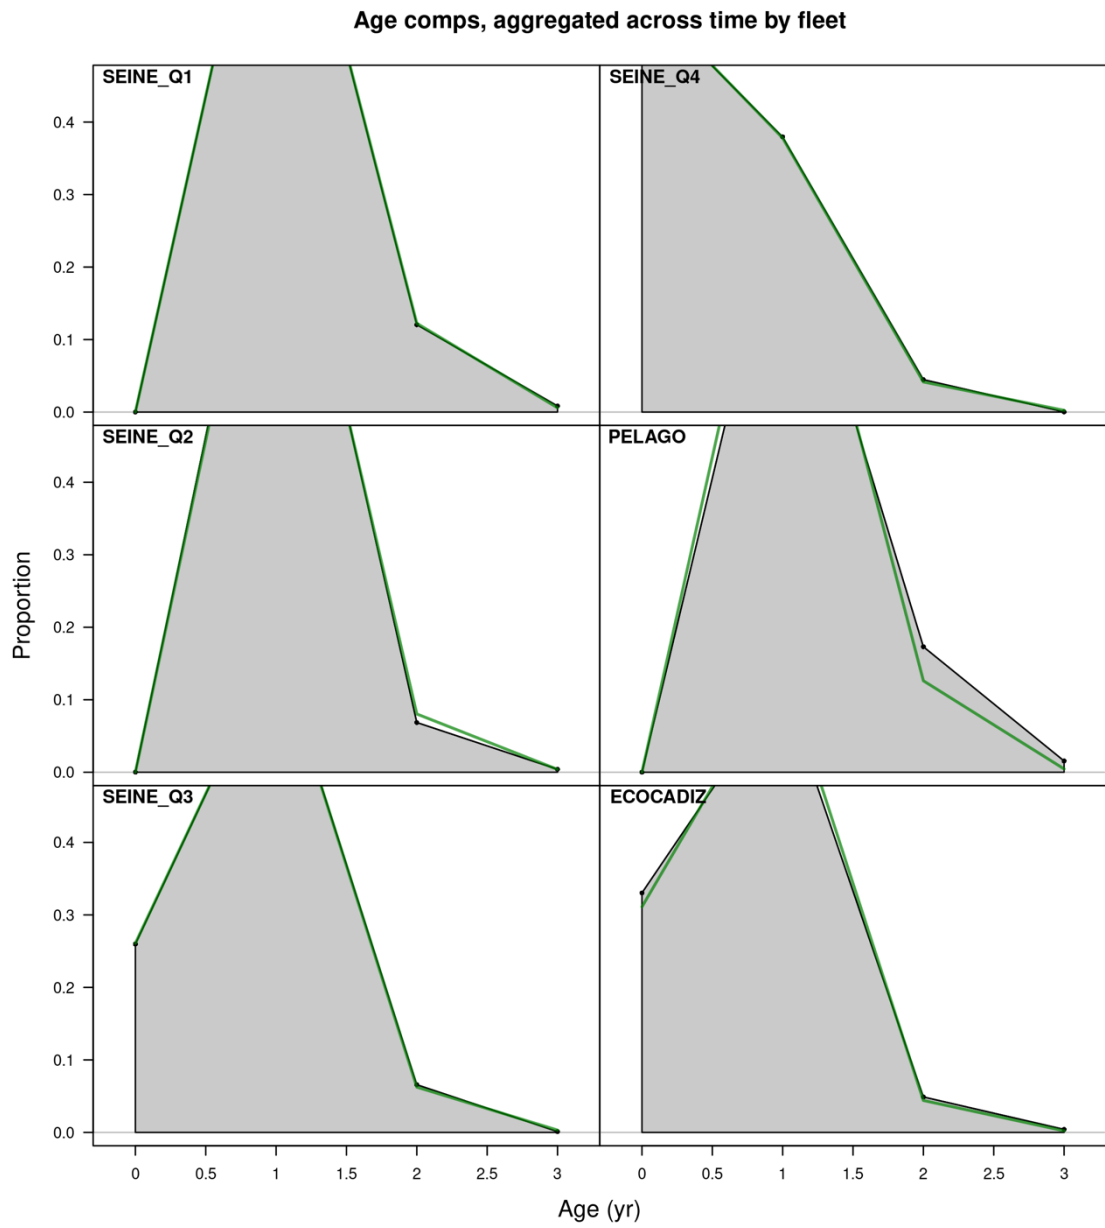 Age comps, aggregated across time by fleet
SEINE_Q1
SEINE_Q4
0.4
0.3
0.2
0.1
0.0
SEINE_Q2
PELAGO
0.4
0.3
0.2
0.1
0.0
Proportion
SEINE_Q3
ECOCADIZ
0.4
0.3
0.2
0.1
0.0
0 0.5 1 1.5 2 2.5 3 0 0.5 1 1.5 2 2.5 3
Age (yr)